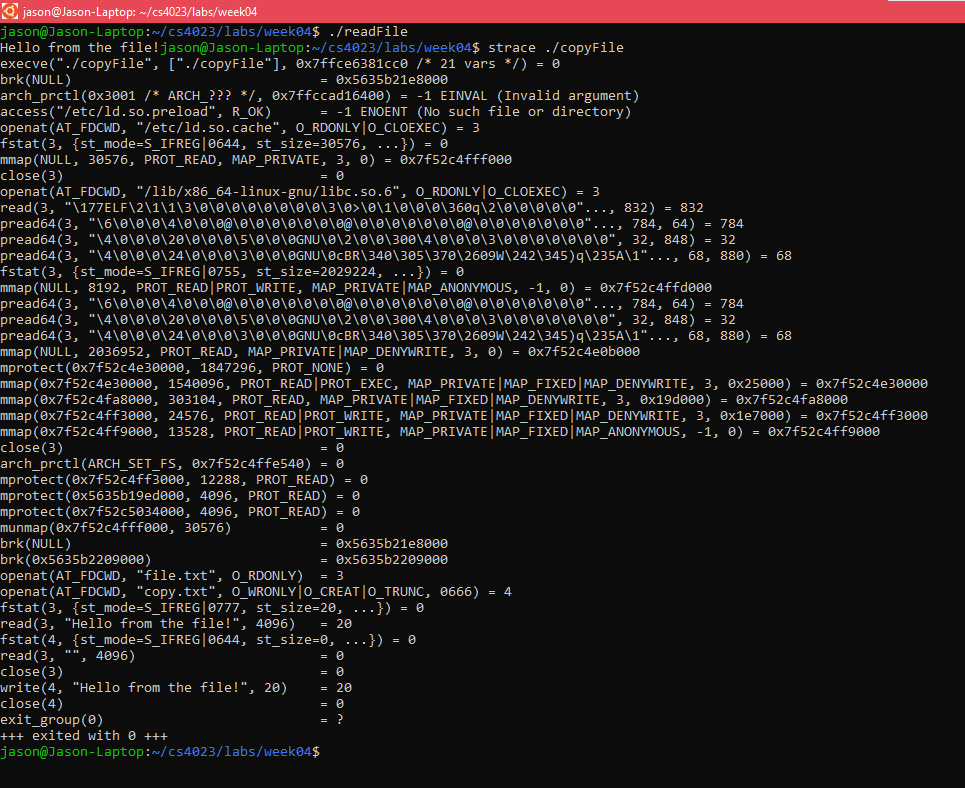 jason@Jason-Laptop: ~/cs4023/labs/week04
jason@Jason-Laptop:~/cs4023/labs/week04$ ./readFile
Hello from the file!jason@Jason-Laptop:~/cs4023/labs/week04$ strace ./copyFile
execve("./copyFile", ["./copyFile"], 0x7ffce6381cc0 /* 21 vars */) = 0
brk(NULL)                               = 0x5635b21e8000
arch_prctl(0x3001 /* ARCH_??? */, 0x7ffccad16400) = -1 EINVAL (Invalid argument)
access("/etc/ld.so.preload", R_OK)      = -1 ENOENT (No such file or directory)
openat(AT_FDCWD, "/etc/ld.so.cache", O_RDONLY|O_CLOEXEC) = 3
fstat(3, {st_mode=S_IFREG|0644, st_size=30576, ...}) = 0
mmap(NULL, 30576, PROT_READ, MAP_PRIVATE, 3, 0) = 0x7f52c4fff000
close(3)                                = 0
openat(AT_FDCWD, "/lib/x86_64-linux-gnu/libc.so.6", O_RDONLY|O_CLOEXEC) = 3
read(3, "\177ELF\2\1\1\3\0\0\0\0\0\0\0\0\3\0>\0\1\0\0\0\360q\2\0\0\0\0\0"..., 832) = 832
pread64(3, "\6\0\0\0\4\0\0\0@\0\0\0\0\0\0\0@\0\0\0\0\0\0\0@\0\0\0\0\0\0\0"..., 784, 64) = 784
pread64(3, "\4\0\0\0\20\0\0\0\5\0\0\0GNU\0\2\0\0\300\4\0\0\0\3\0\0\0\0\0\0\0", 32, 848) = 32
pread64(3, "\4\0\0\0\24\0\0\0\3\0\0\0GNU\0cBR\340\305\370\2609W\242\345)q\235A\1"..., 68, 880) = 68
fstat(3, {st_mode=S_IFREG|0755, st_size=2029224, ...}) = 0
mmap(NULL, 8192, PROT_READ|PROT_WRITE, MAP_PRIVATE|MAP_ANONYMOUS, -1, 0) = 0x7f52c4ffd000
pread64(3, "\6\0\0\0\4\0\0\0@\0\0\0\0\0\0\0@\0\0\0\0\0\0\0@\0\0\0\0\0\0\0"..., 784, 64) = 784
pread64(3, "\4\0\0\0\20\0\0\0\5\0\0\0GNU\0\2\0\0\300\4\0\0\0\3\0\0\0\0\0\0\0", 32, 848) = 32
pread64(3, "\4\0\0\0\24\0\0\0\3\0\0\0GNU\0cBR\340\305\370\2609W\242\345)q\235A\1"..., 68, 880) = 68
mmap(NULL, 2036952, PROT_READ, MAP_PRIVATE|MAP_DENYWRITE, 3, 0) = 0x7f52c4e0b000
mprotect(0x7f52c4e30000, 1847296, PROT_NONE) = 0
mmap(0x7f52c4e30000, 1540096, PROT_READ|PROT_EXEC, MAP_PRIVATE|MAP_FIXED|MAP_DENYWRITE, 3, 0x25000) = 0x7f52c4e30000
mmap(0x7f52c4fa8000, 303104, PROT_READ, MAP_PRIVATE|MAP_FIXED|MAP_DENYWRITE, 3, 0x19d000) = 0x7f52c4fa8000
mmap(0x7f52c4ff3000, 24576, PROT_READ|PROT_WRITE, MAP_PRIVATE|MAP_FIXED|MAP_DENYWRITE, 3, 0x1e7000) = 0x7f52c4ff3000
mmap(0x7f52c4ff9000, 13528, PROT_READ|PROT_WRITE, MAP_PRIVATE|MAP_FIXED|MAP_ANONYMOUS, -1, 0) = 0x7f52c4ff9000
close(3)                                = 0
arch_prctl(ARCH_SET_FS, 0x7f52c4ffe540) = 0
mprotect(0x7f52c4ff3000, 12288, PROT_READ) = 0
mprotect(0x5635b19ed000, 4096, PROT_READ) = 0
mprotect(0x7f52c5034000, 4096, PROT_READ) = 0
munmap(0x7f52c4fff000, 30576)           = 0
brk(NULL)                               = 0x5635b21e8000
brk(0x5635b2209000)                     = 0x5635b2209000
openat(AT_FDCWD, "file.txt", O_RDONLY)  = 3
openat(AT_FDCWD, "copy.txt", O_WRONLY|O_CREAT|O_TRUNC, 0666) = 4
fstat(3, {st_mode=S_IFREG|0777, st_size=20, ...}) = 0
read(3, "Hello from the file!", 4096)   = 20
fstat(4, {st_mode=S_IFREG|0644, st_size=0, ...}) = 0
read(3, "", 4096)                       = 0
close(3)                                = 0
write(4, "Hello from the file!", 20)    = 20
close(4)                                = 0
exit_group(0)                           = ?
+++ exited with 0 +++
jason@Jason-Laptop:~/cs4023/labs/week04$